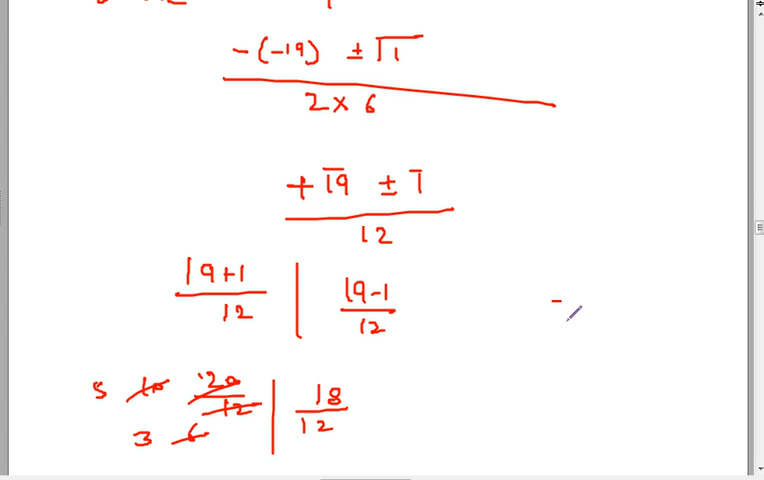 -(-19) ± √1
2 × 6
+ 19 ± 1
12
19+1 | 19-1
12 12
5 10 20 | 18
3 6 12 12
-